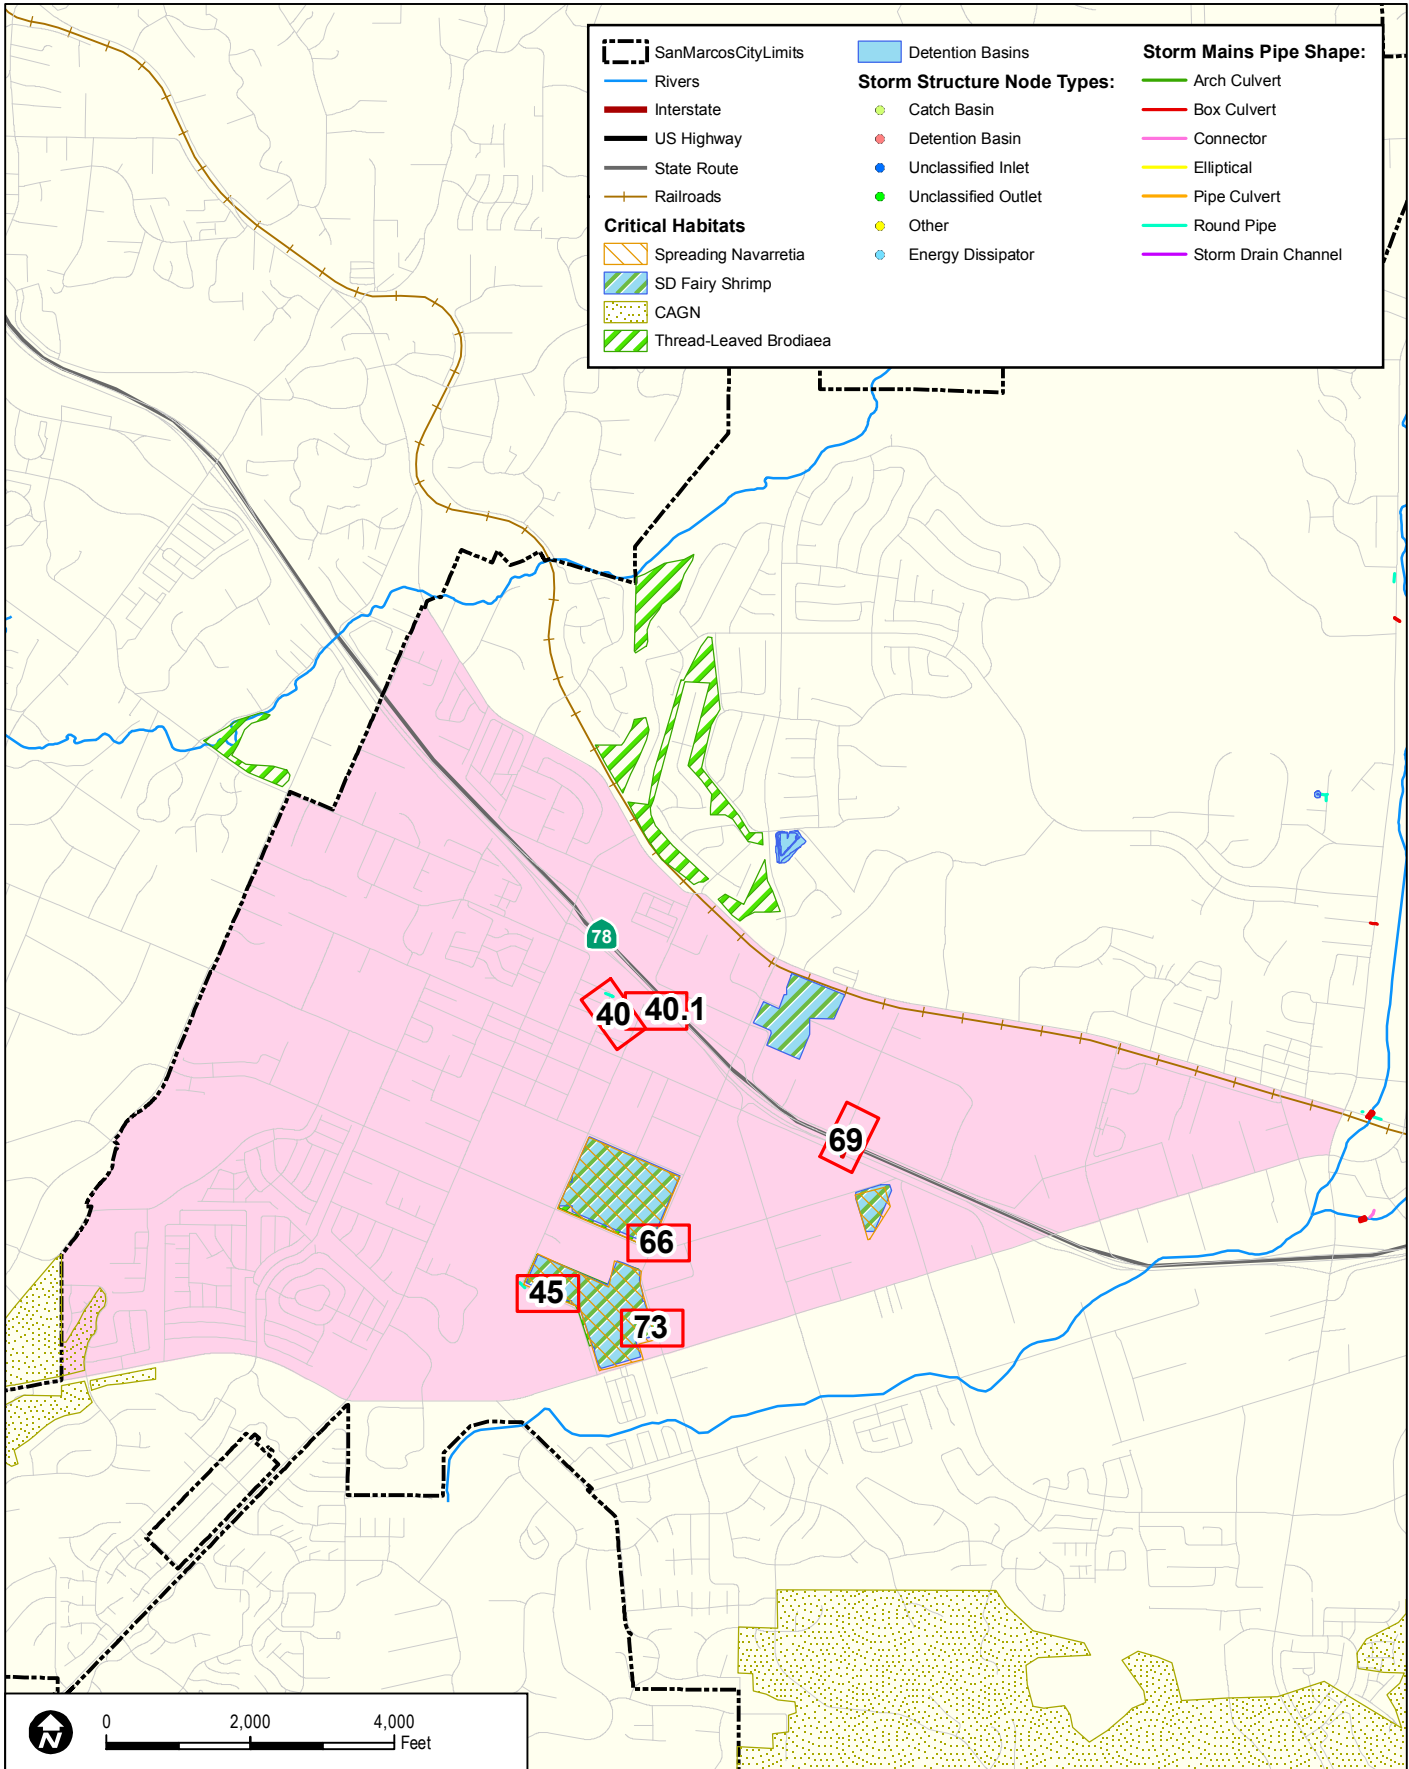 SanMarcosCityLimits
Rivers
Interstate
US Highway
State Route
Railroads
Critical Habitats
Spreading Navarretia
SD Fairy Shrimp
CAGN
Thread-Leaved Brodiaea
Detention Basins
Storm Structure Node Types:
Catch Basin
Detention Basin
Unclassified Inlet
Unclassified Outlet
Other
Energy Dissipator
Storm Mains Pipe Shape:
Arch Culvert
Box Culvert
Connector
Elliptical
Pipe Culvert
Round Pipe
Storm Drain Channel
78
40
40.1
69
66
45
73
N
0 2,000 4,000
Feet